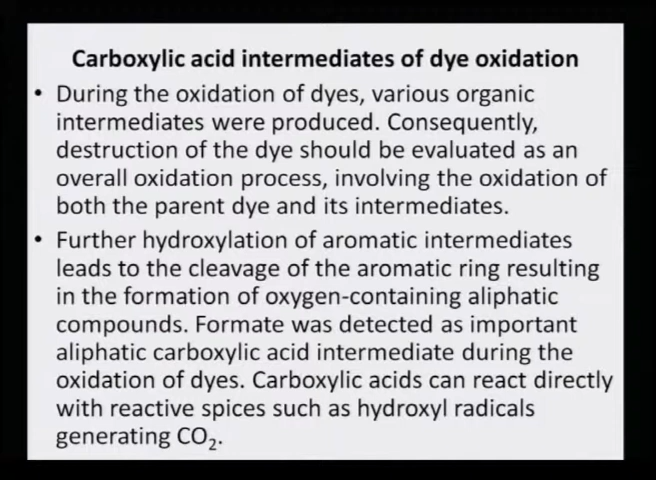 Carboxylic acid intermediates of dye oxidation
• During the oxidation of dyes, various organic
intermediates were produced. Consequently,
destruction of the dye should be evaluated as an
overall oxidation process, involving the oxidation of
both the parent dye and its intermediates.
• Further hydroxylation of aromatic intermediates
leads to the cleavage of the aromatic ring resulting
in the formation of oxygen-containing aliphatic
compounds. Formate was detected as important
aliphatic carboxylic acid intermediate during the
oxidation of dyes. Carboxylic acids can react directly
with reactive spices such as hydroxyl radicals
generating CO₂.